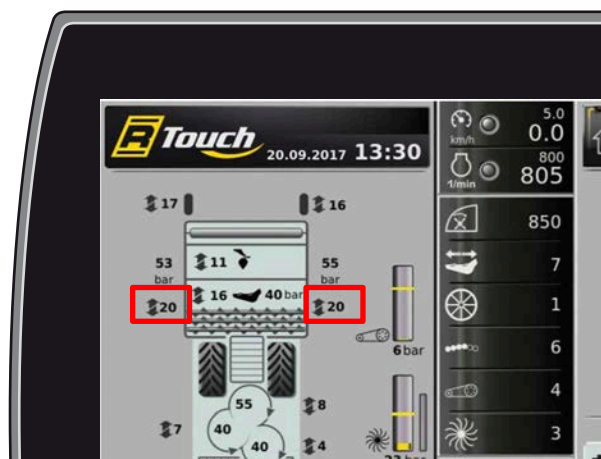 R Touch 20.09.2017 13:30
17 16
53 bar 11 55 bar
20 16 40 bar 20
6 bar
55
40 8
7 40 4
23 bar
km/h 5.0 0.0
1/min 800 805
850
7
1
6
4
3